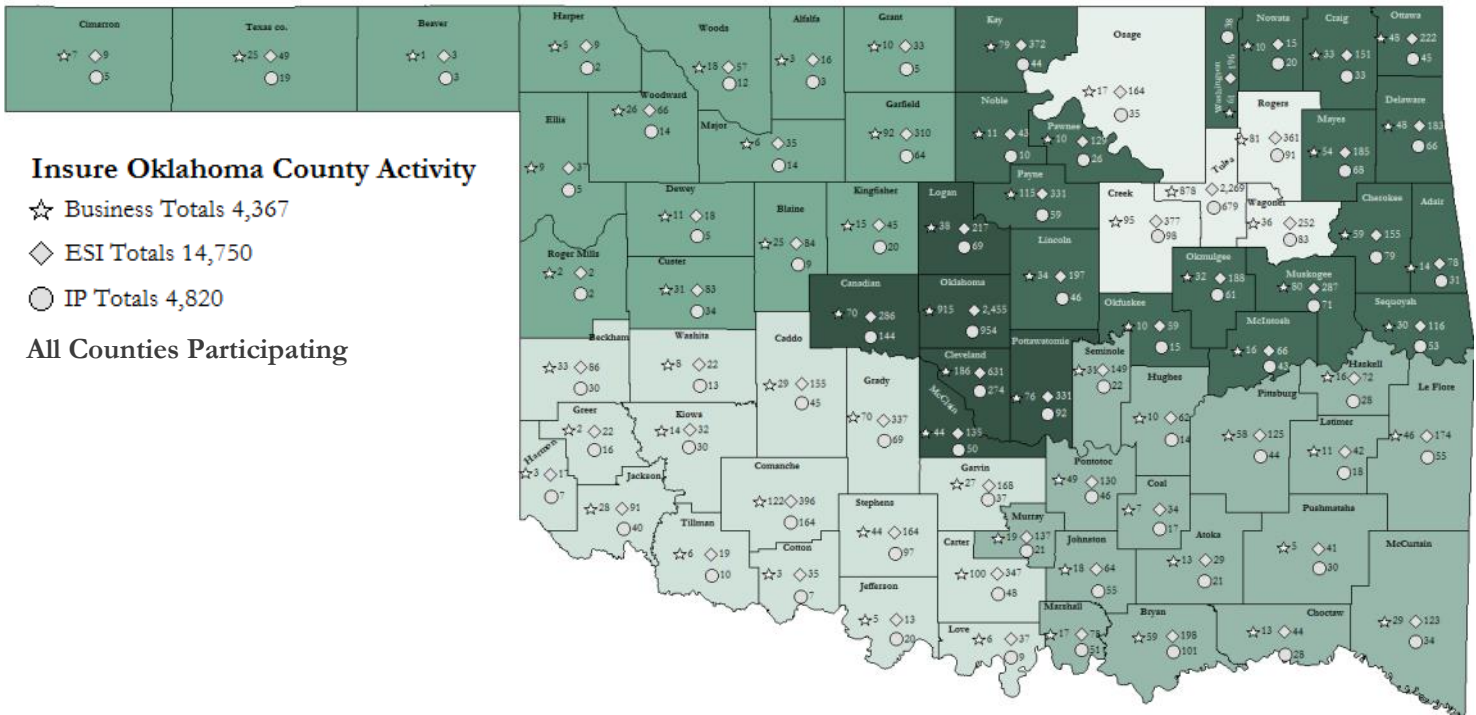 Cimarron
7 9
5
Texas co.
25 49
19
Beaver
1 3
3
Harper
5 9
2
Woods
18 57
12
Alfalfa
3 16
3
Grant
10 33
5
Kay
79 372
44
Osage
17 164
35
Washington
61 196
38
Nowata
10 15
20
Craig
33 151
33
Ottawa
48 222
45
Ellis
9 37
5
Woodward
26 66
14
Major
6 35
14
Garfield
92 310
64
Noble
11 43
10
Pawnee
10 129
26
Rogers
81 361
91
Mayes
54 185
68
Delaware
48 183
66
Insure Oklahoma County Activity
Business Totals 4,367
ESI Totals 14,750
IP Totals 4,820
All Counties Participating
Roger Mills
2 2
2
Dewey
11 18
5
Custer
31 83
34
Blaine
25 84
9
Kingfisher
15 45
20
Logan
38 217
69
Payne
115 331
59
Creek
95 377
98
Tulsa
878 2,269
679
Wagoner
36 252
83
Cherokee
59 155
79
Adair
14 78
31
Canadian
70 286
144
Oklahoma
915 2,455
954
Lincoln
34 197
46
Okmulgee
32 188
61
Muskogee
80 287
71
Sequoyah
30 116
53
Okfuskee
10 59
15
McIntosh
16 66
43
Beckham
33 86
30
Washita
8 22
13
Caddo
29 155
45
Grady
70 337
69
Cleveland
186 631
274
McClain
44 135
50
Pottawatomie
76 331
92
Seminole
31 149
22
Hughes
10 62
14
Pittsburg
58 125
44
Haskell
16 72
28
Le Flore
46 174
55
Latimer
11 42
18
Greer
2 22
16
Kiowa
14 32
30
Harmon
3 17
7
Jackson
28 91
40
Tillman
6 19
10
Comanche
122 396
164
Cotton
3 35
7
Stephens
44 164
97
Garvin
27 168
37
Murray
19 137
21
Pontotoc
49 130
46
Coal
7 34
17
Atoka
13 29
21
Pushmataha
5 41
30
McCurtain
29 123
34
Jefferson
5 13
20
Carter
100 347
48
Love
6 37
9
Johnston
18 64
55
Marshall
17 78
51
Bryan
59 198
101
Choctaw
13 44
28